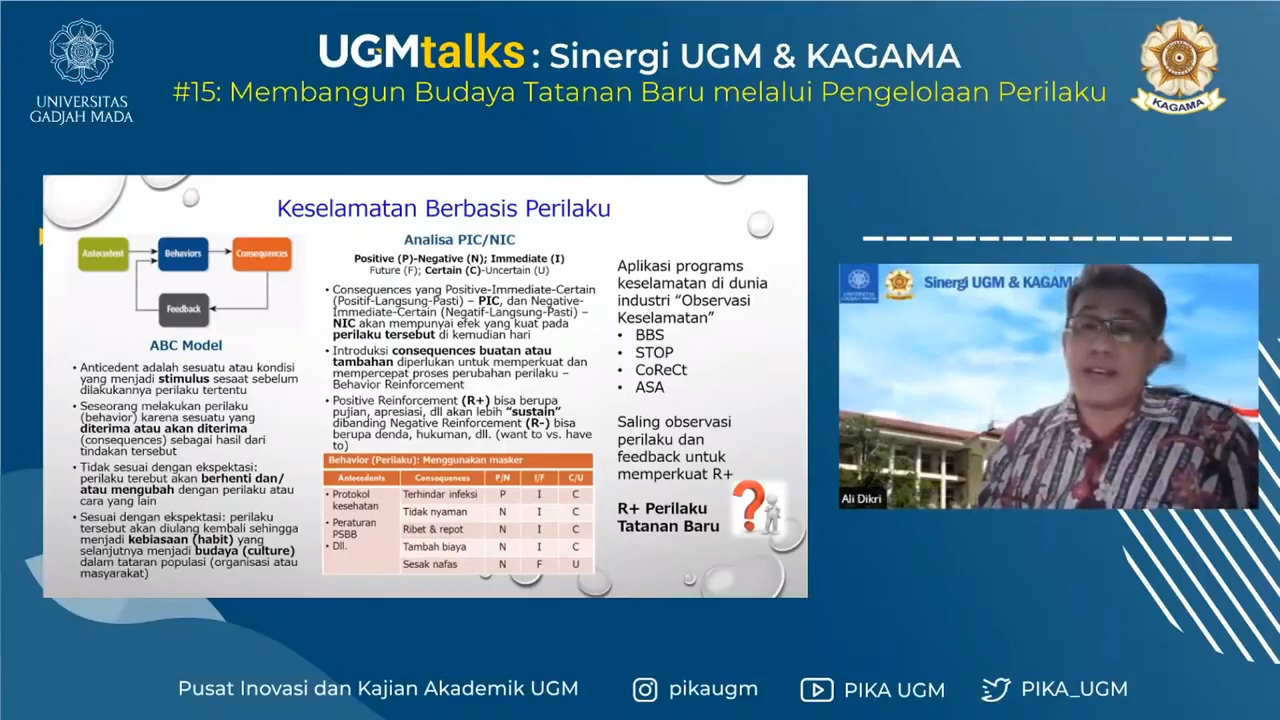 UNIVERSITAS
GADJAH MADA
UGMtalks : Sinergi UGM & KAGAMA
#15: Membangun Budaya Tatanan Baru melalui Pengelolaan Perilaku
KAGAMA
Keselamatan Berbasis Perilaku
Antecedent
Behaviors
Consequences
Feedback
ABC Model
• Anticedent adalah sesuatu atau kondisi
yang menjadi stimulus sesaat sebelum
dilakukannya perilaku tertentu
• Seseorang melakukan perilaku
(behavior) karena sesuatu yang
diterima atau akan diterima
(consequences) sebagai hasil dari
tindakan tersebut
• Tidak sesuai dengan ekspektasi:
perilaku terebut akan berhenti dan/
atau mengubah dengan perilaku atau
cara yang lain
• Sesuai dengan ekspektasi: perilaku
tersebut akan diulang kembali sehingga
menjadi kebiasaan (habit) yang
selanjutnya menjadi budaya (culture)
dalam tataran populasi (organisasi atau
masyarakat)
Analisa PIC/NIC
Positive (P)-Negative (N); Immediate (I)
Future (F); Certain (C)-Uncertain (U)
• Consequences yang Positive-Immediate-Certain
(Positif-Langsung-Pasti) – PIC, dan Negative-
Immediate-Certain (Negatif-Langsung-Pasti) –
NIC akan mempunyai efek yang kuat pada
perilaku tersebut di kemudian hari
• Introduksi consequences buatan atau
tambahan diperlukan untuk memperkuat dan
mempercepat proses perubahan perilaku –
Behavior Reinforcement
• Positive Reinforcement (R+) bisa berupa
pujian, apresiasi, dll akan lebih “sustain”
dibanding Negative Reinforcement (R-) bisa
berupa denda, hukuman, dll. (want to vs. have
to)
Behavior (Perilaku): Menggunakan masker
Antecedents Consequences P/N I/F C/U
• Protokol
kesehatan
• Peraturan
PSBB
• Dll.
Terhindar infeksi P I C
Tidak nyaman N I C
Ribet & repot N I C
Tambah biaya N I C
Sesak nafas N F U
Aplikasi programs
keselamatan di dunia
industri “Observasi
Keselamatan”
• BBS
• STOP
• CoReCt
• ASA
Saling observasi
perilaku dan
feedback untuk
memperkuat R+
R+ Perilaku
Tatanan Baru
?
Sinergi UGM & KAGAMA
Ali Dikri
Pusat Inovasi dan Kajian Akademik UGM
pikaugm
PIKA UGM
PIKA_UGM